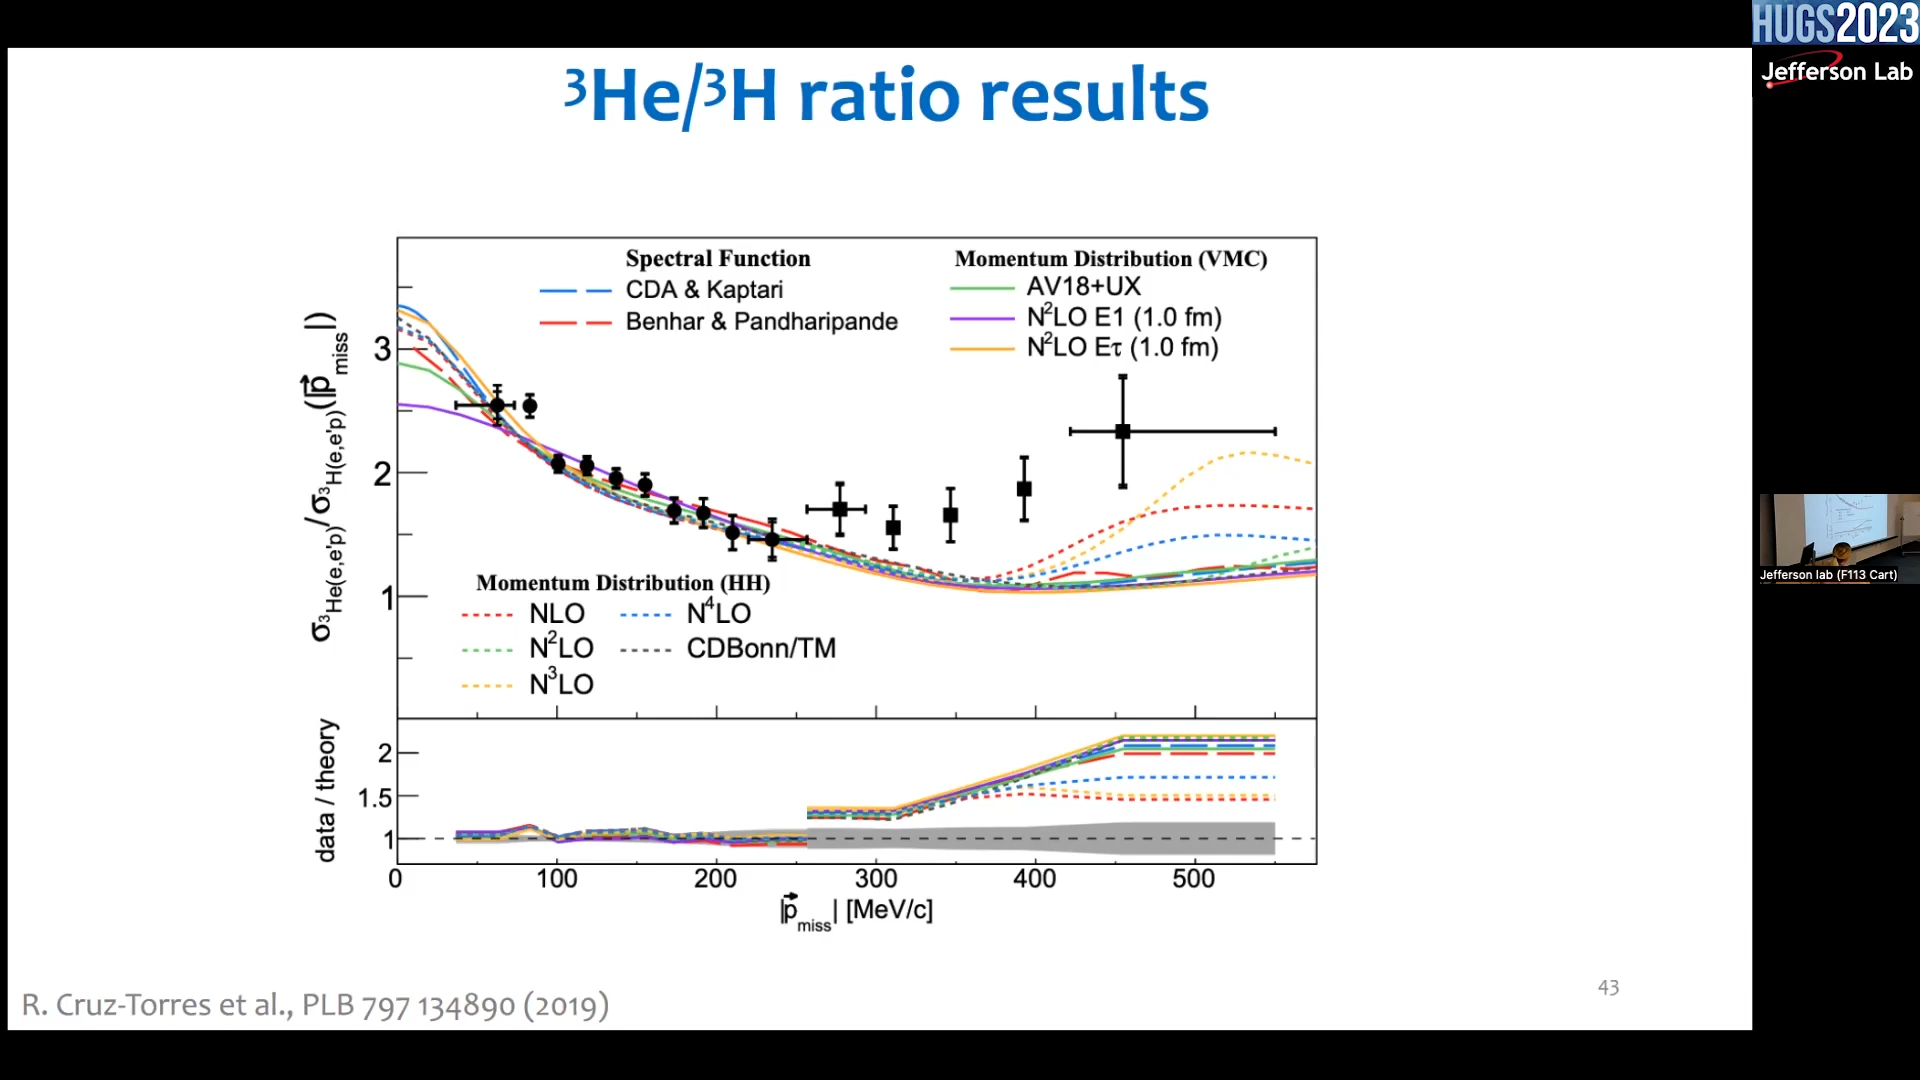 HUGS2023
Jefferson Lab
³He/³H ratio results
Spectral Function
CDA & Kaptari
Benhar & Pandharipande
Momentum Distribution (VMC)
AV18+UX
N²LO E1 (1.0 fm)
N²LO Eτ (1.0 fm)
σ³He(e,e'p)/σ³H(e,e'p)(|p⃗miss|)
3
2
1
Momentum Distribution (HH)
NLO
N²LO
N³LO
N⁴LO
CDBonn/TM
data / theory
2
1.5
1
0 100 200 300 400 500
|p⃗miss| [MeV/c]
R. Cruz-Torres et al., PLB 797 134890 (2019)
43
Jefferson lab (F113 Cart)